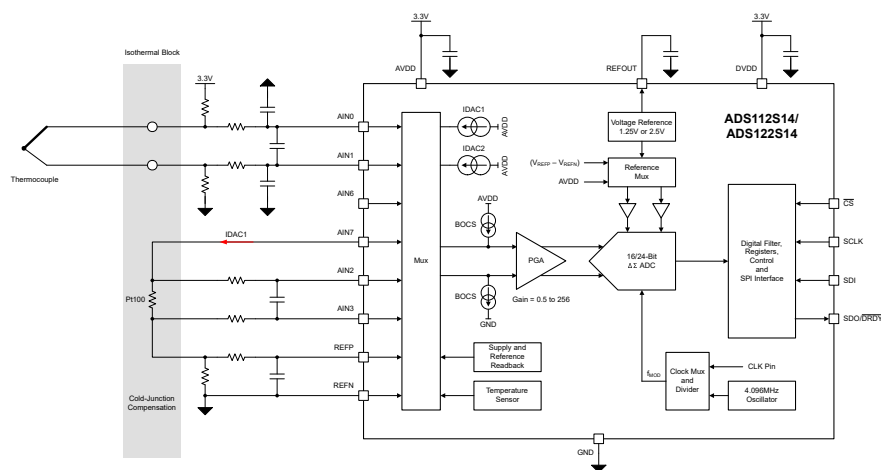 3.3V
3.3V
Isothermal Block
AVDD
REFOUT
DVDD
3.3V
ADS112S14/
ADS122S14
IDAC1
AVDD
Voltage Reference
1.25V or 2.5V
AIN0
IDAC2
AVDD
(VREFP – VREFN)
AVDD
Reference
Mux
AIN1
Thermocouple
AIN6
AVDD
BOCS
CS
IDAC1
AIN7
Mux
PGA
16/24-Bit
ΔΣ ADC
Digital Filter,
Registers,
Control
and
SPI Interface
SCLK
AIN2
SDI
Pt100
BOCS
Gain = 0.5 to 256
AIN3
GND
SDO/DRDY
REFP
Supply and
Reference
Readback
fMOD
Clock Mux
and
Divider
CLK Pin
REFN
Temperature
Sensor
4.096MHz
Oscillator
Cold-Junction
Compensation
GND